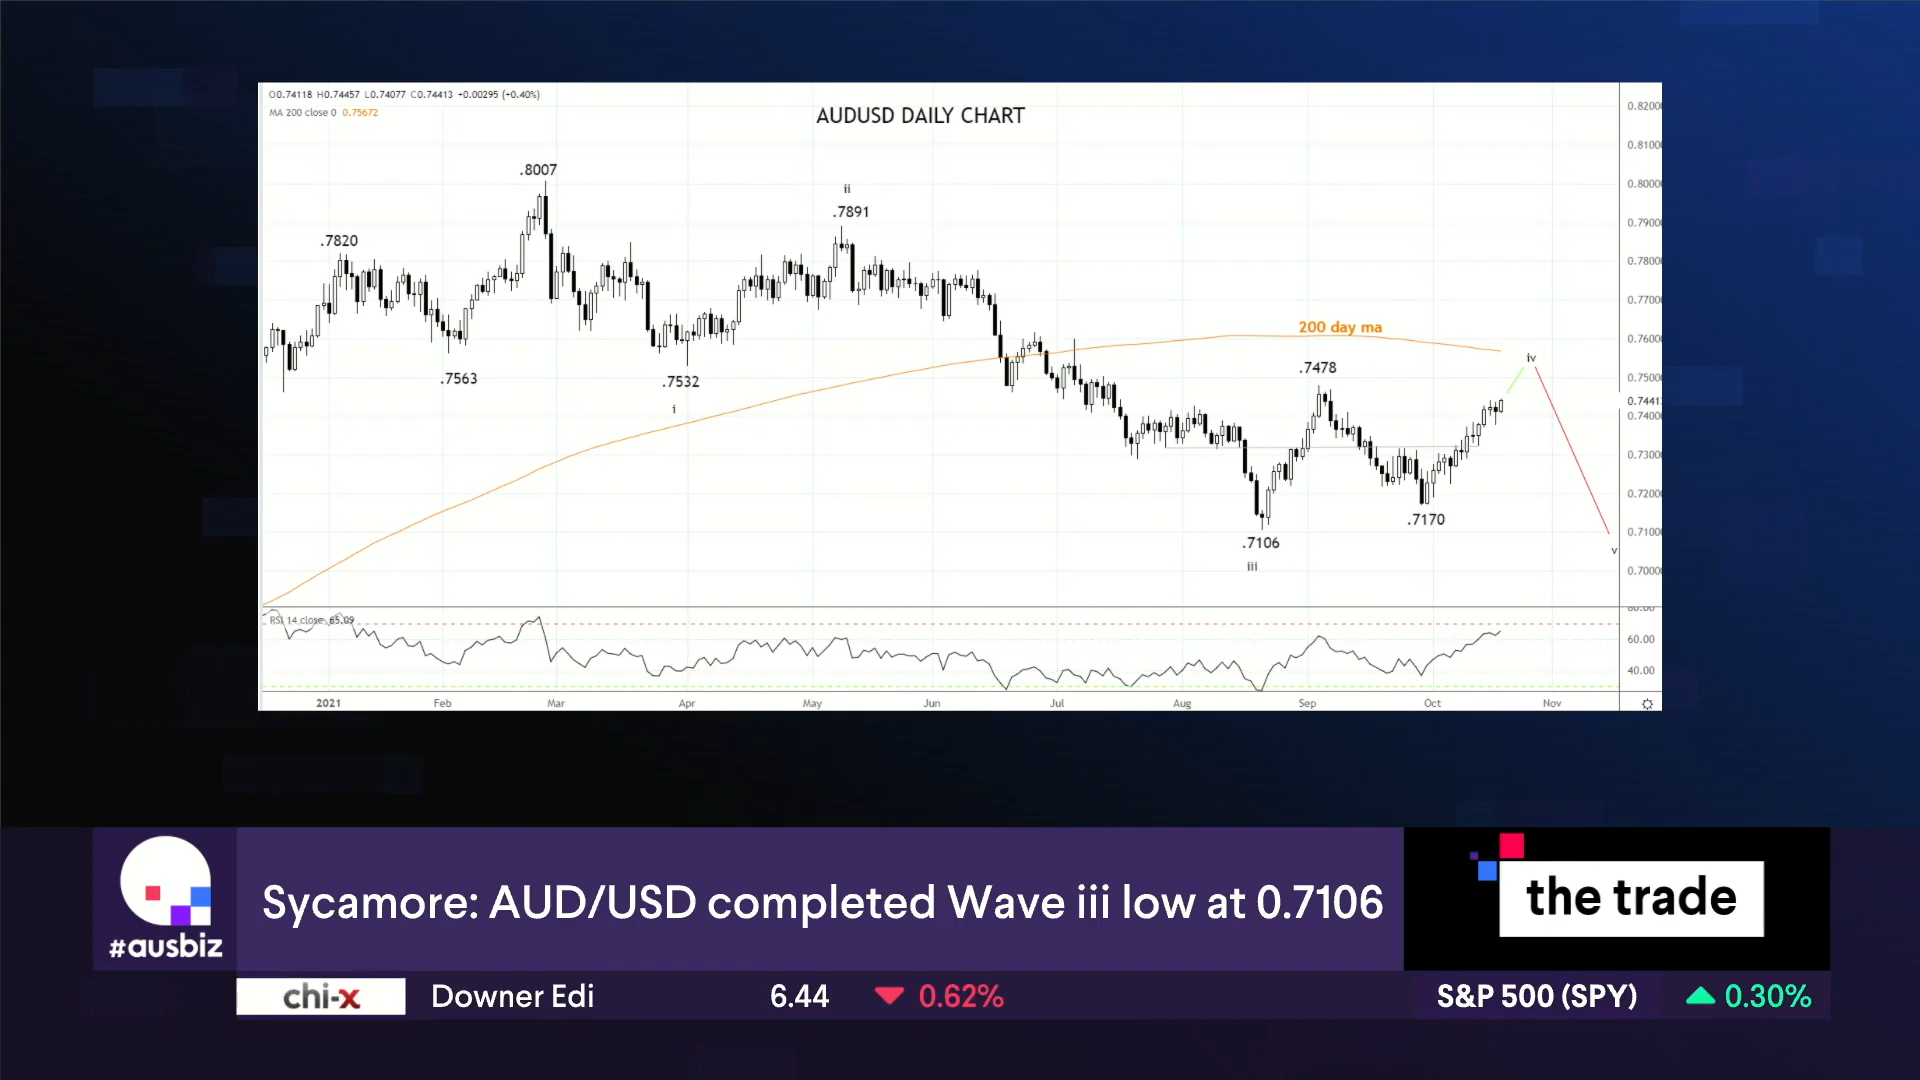 O0.74118 H0.74457 L0.74077 C0.74413 +0.00295 (+0.40%)
MA 200 close 0 0.75672
AUDUSD DAILY CHART
.8007
ii
.7891
.7820
200 day ma
iv
.7478
.7563
.7532
i
.7170
.7106
iii
v
0.8200
0.8100
0.8000
0.7900
0.7800
0.7700
0.7600
0.7500
0.7441
0.7400
0.7300
0.7200
0.7100
0.7000
RSI 14 close 65.09
80.00
60.00
40.00
2021 Feb Mar Apr May Jun Jul Aug Sep Oct Nov
#ausbiz
Sycamore: AUD/USD completed Wave iii low at 0.7106
the trade
chi-x Downer Edi 6.44 0.62% S&P 500 (SPY) 0.30%